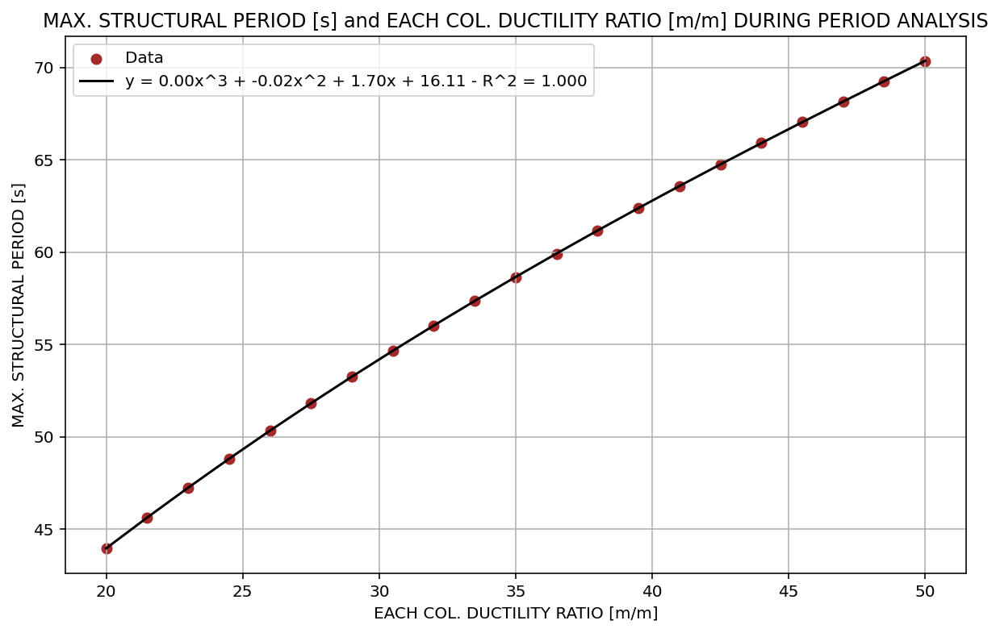 MAX. STRUCTURAL PERIOD [s] and EACH COL. DUCTILITY RATIO [m/m] DURING PERIOD ANALYSIS
Data
y = 0.00x^3 + -0.02x^2 + 1.70x + 16.11 - R^2 = 1.000
MAX. STRUCTURAL PERIOD [s]
70
65
60
55
50
45
20 25 30 35 40 45 50
EACH COL. DUCTILITY RATIO [m/m]